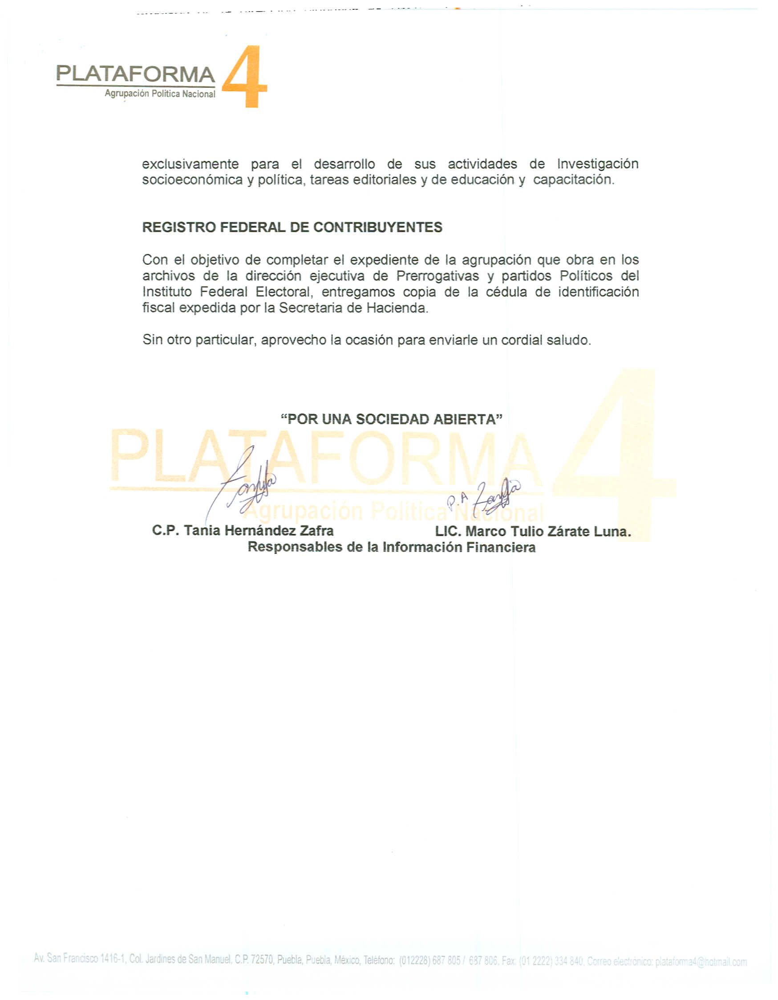 PLATAFORMA 4
Agrupación Política Nacional
exclusivamente para el desarrollo de sus actividades de Investigación
socioeconómica y política, tareas editoriales y de educación y capacitación.
REGISTRO FEDERAL DE CONTRIBUYENTES
Con el objetivo de completar el expediente de la agrupación que obra en los
archivos de la dirección ejecutiva de Prerrogativas y partidos Políticos del
Instituto Federal Electoral, entregamos copia de la cédula de identificación
fiscal expedida por la Secretaria de Hacienda.
Sin otro particular, aprovecho la ocasión para enviarle un cordial saludo.
“POR UNA SOCIEDAD ABIERTA”
PLATAFORMA 4
P.A
Agrupación Política Nacional
C.P. Tania Hernández Zafra LIC. Marco Tulio Zárate Luna.
Responsables de la Información Financiera
Av. San Francisco 1416-1, Col. Jardines de San Manuel, C.P. 72570, Puebla, Puebla, México, Teléfono: (012228) 687 805 / 687 806, Fax: (01 2222) 334 840, Correo electrónico: plataforma4@hotmail.com